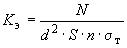 Kэ = N / (d² · S · n · σт)